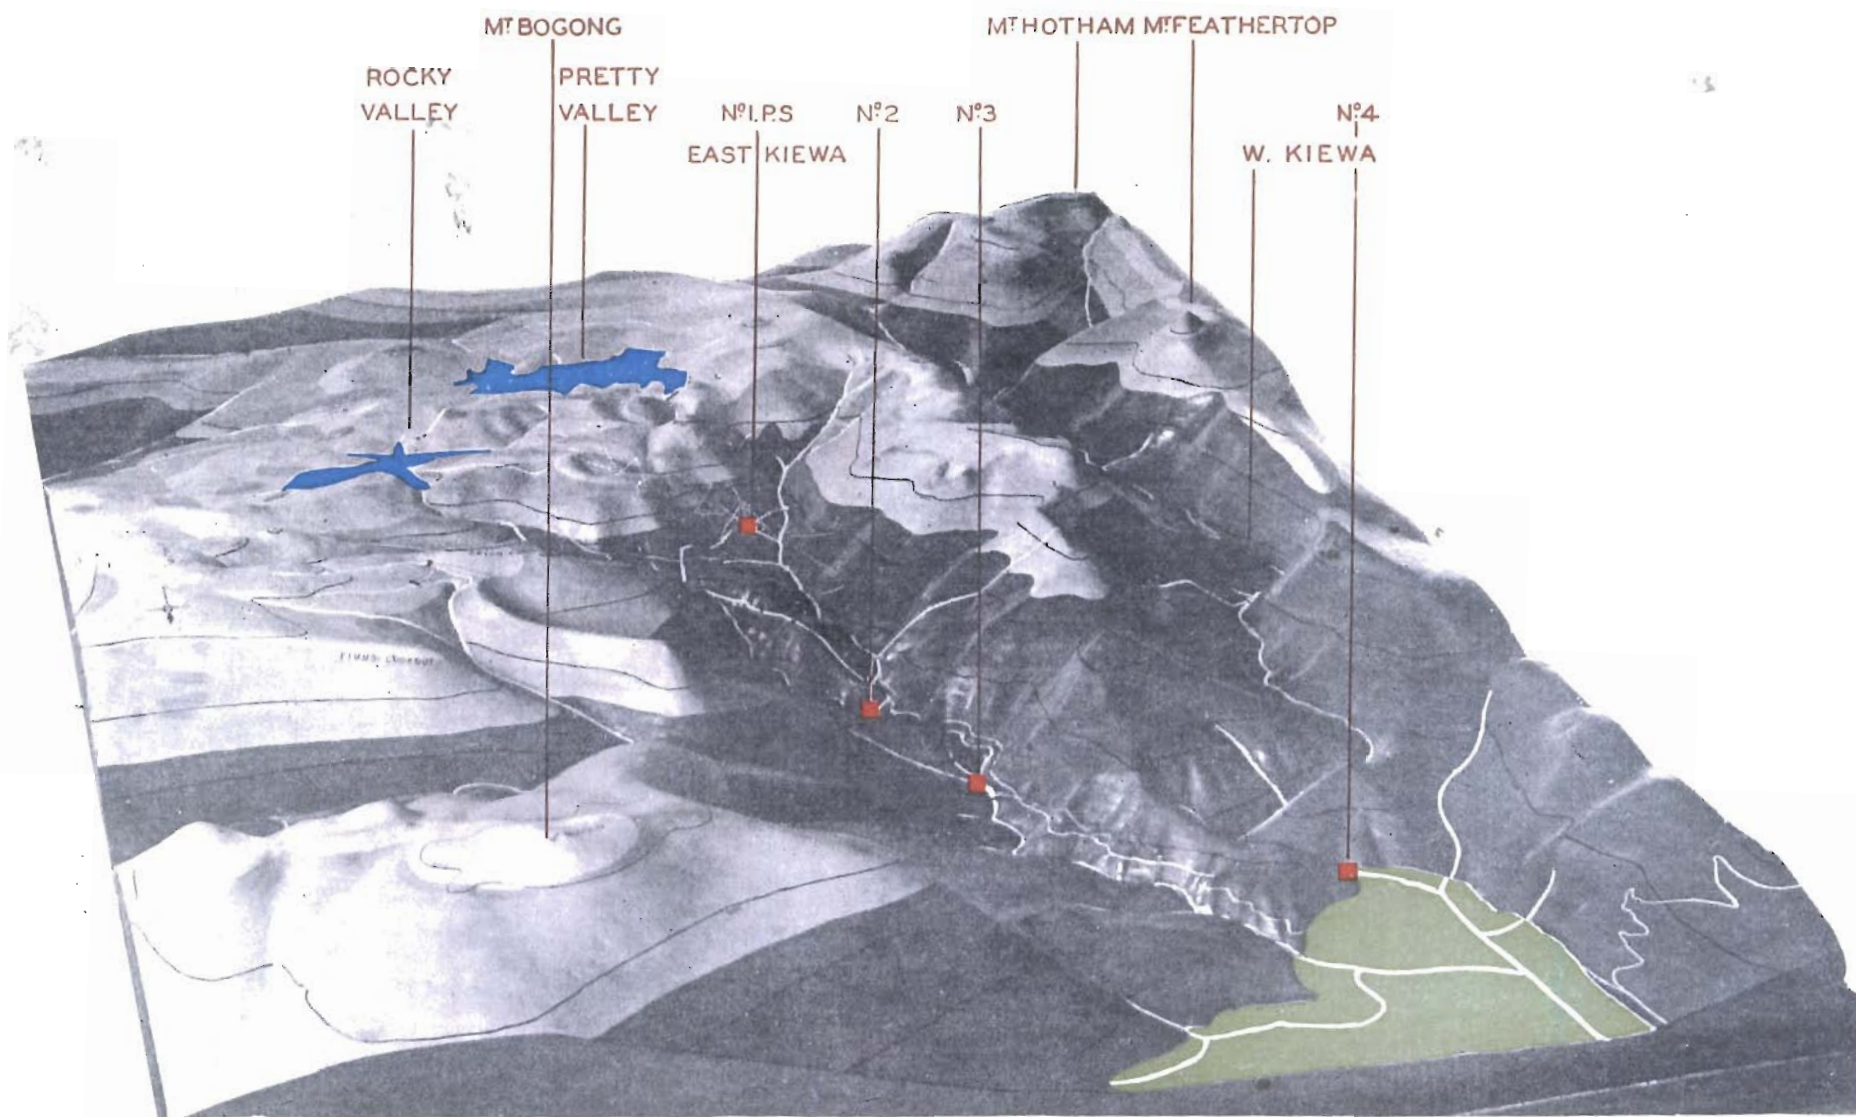 Mᵀ BOGONG
Mᵀ HOTHAM Mᵀ FEATHERTOP
ROCKY
VALLEY
PRETTY
VALLEY
Nº1.P.S
Nº2
Nº3
Nº4
EAST KIEWA
W. KIEWA